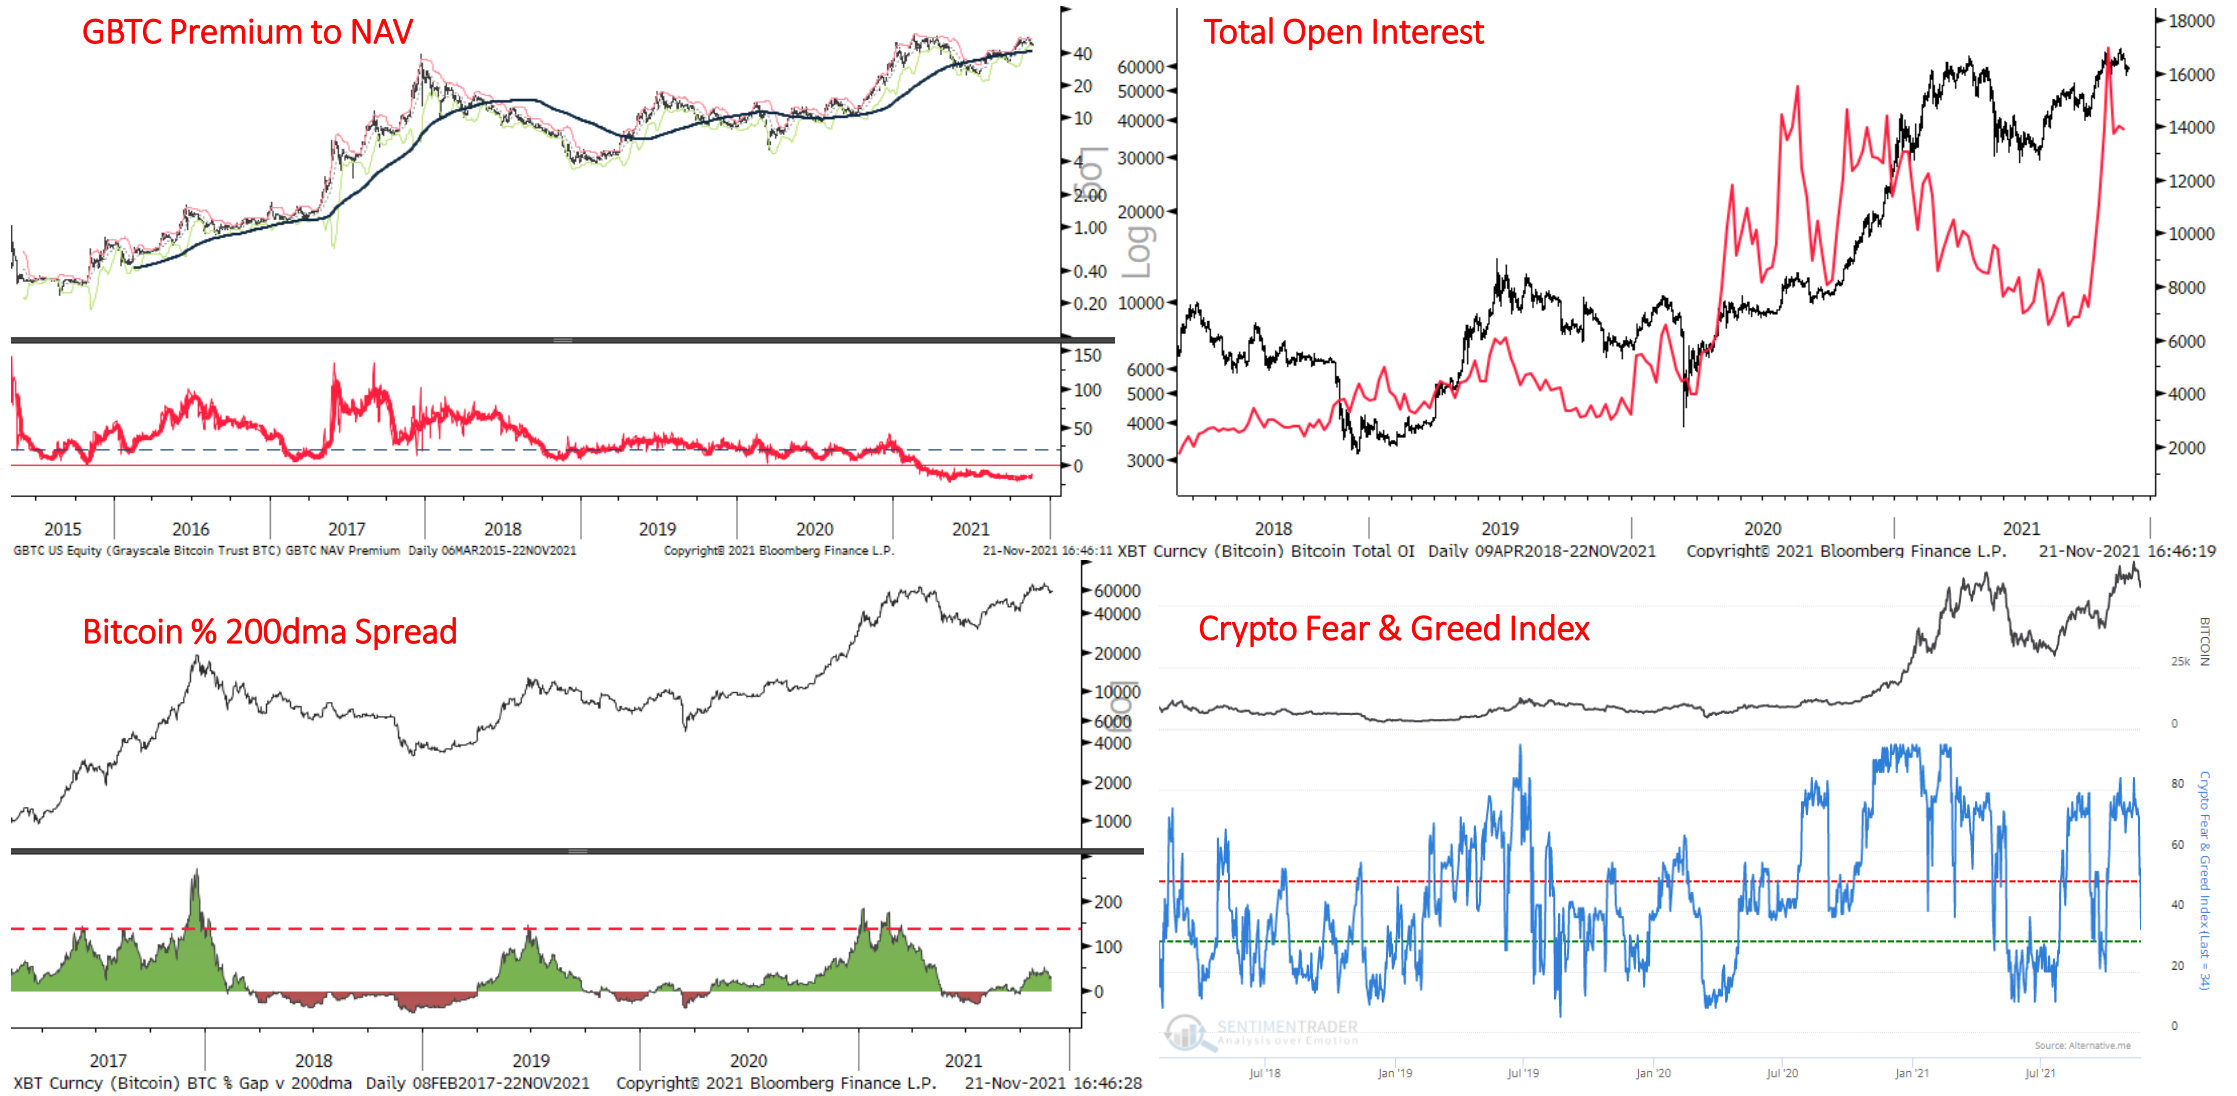 GBTC Premium to NAV
40
20
10
4
2.00
1.00
0.40
0.20
Log
150
100
50
0
2015 2016 2017 2018 2019 2020 2021
GBTC US Equity (Grayscale Bitcoin Trust BTC) GBTC NAV Premium Daily 06MAR2015-22NOV2021 Copyright© 2021 Bloomberg Finance L.P. 21-Nov-2021 16:46:11
Total Open Interest
60000
50000
40000
30000
20000
10000
6000
5000
4000
3000
Log
18000
16000
14000
12000
10000
8000
6000
4000
2000
2018 2019 2020 2021
XBT Curncy (Bitcoin) Bitcoin Total OI Daily 09APR2018-22NOV2021 Copyright© 2021 Bloomberg Finance L.P. 21-Nov-2021 16:46:19
Bitcoin % 200dma Spread
60000
40000
20000
10000
6000
4000
2000
1000
Log
200
100
0
2017 2018 2019 2020 2021
XBT Curncy (Bitcoin) BTC % Gap v 200dma Daily 08FEB2017-22NOV2021 Copyright© 2021 Bloomberg Finance L.P. 21-Nov-2021 16:46:28
Crypto Fear & Greed Index
BITCOIN
25k
0
80
60
40
20
0
Crypto Fear & Greed Index (Last = 34)
SENTIMENTRADER
Analysis over Emotion
Source: Alternative.me
Jul '18 Jan '19 Jul '19 Jan '20 Jul '20 Jan '21 Jul '21